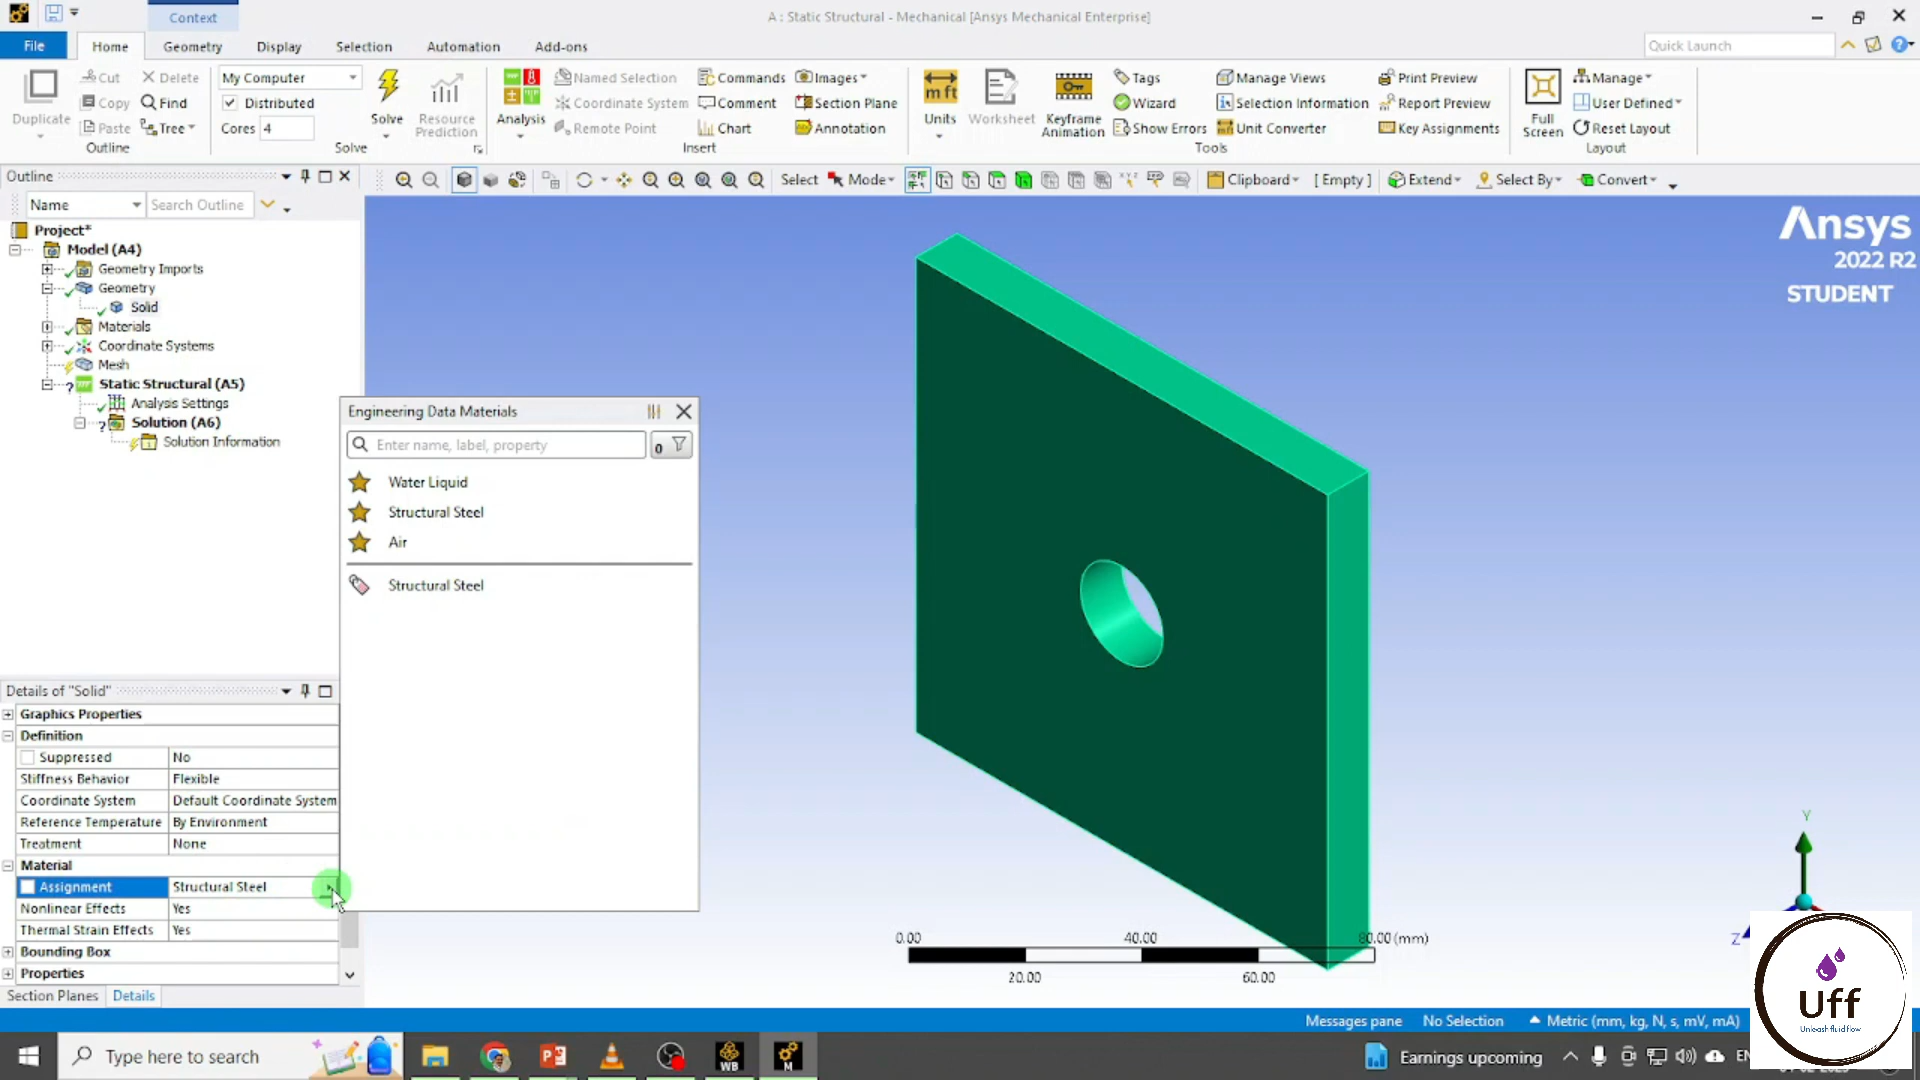 Context
A : Static Structural - Mechanical [Ansys Mechanical Enterprise]
File Home Geometry Display Selection Automation Add-ons
Quick Launch
Duplicate
Cut Delete
Copy Find
Paste Tree
Outline
My Computer
Distributed
Cores 4
Solve
Resource Prediction
Solve
Analysis
Named Selection Commands Images
Coordinate System Comment Section Plane
Remote Point Chart Annotation
Insert
Units
Worksheet
Keyframe Animation
Tags Manage Views Print Preview
Wizard Selection Information Report Preview
Show Errors Unit Converter Key Assignments
Tools
Full Screen
Manage
User Defined
Reset Layout
Layout
Outline
Select Mode Clipboard [ Empty ] Extend Select By Convert
Name Search Outline
Project*
Model (A4)
Geometry Imports
Geometry
Solid
Materials
Coordinate Systems
Mesh
Static Structural (A5)
Analysis Settings
Solution (A6)
Solution Information
Engineering Data Materials
Enter name, label, property
0
Water Liquid
Structural Steel
Air
Structural Steel
Ansys
2022 R2
STUDENT
Details of "Solid"
Graphics Properties
Definition
Suppressed No
Stiffness Behavior Flexible
Coordinate System Default Coordinate System
Reference Temperature By Environment
Treatment None
Material
Assignment Structural Steel
Nonlinear Effects Yes
Thermal Strain Effects Yes
Bounding Box
Properties
Section Planes Details
0.00 40.00 80.00 (mm)
20.00 60.00
Y
Z
Uff
Unleash fluid flow
Messages pane No Selection Metric (mm, kg, N, s, mV, mA)
Type here to search
WB
M
Earnings upcoming